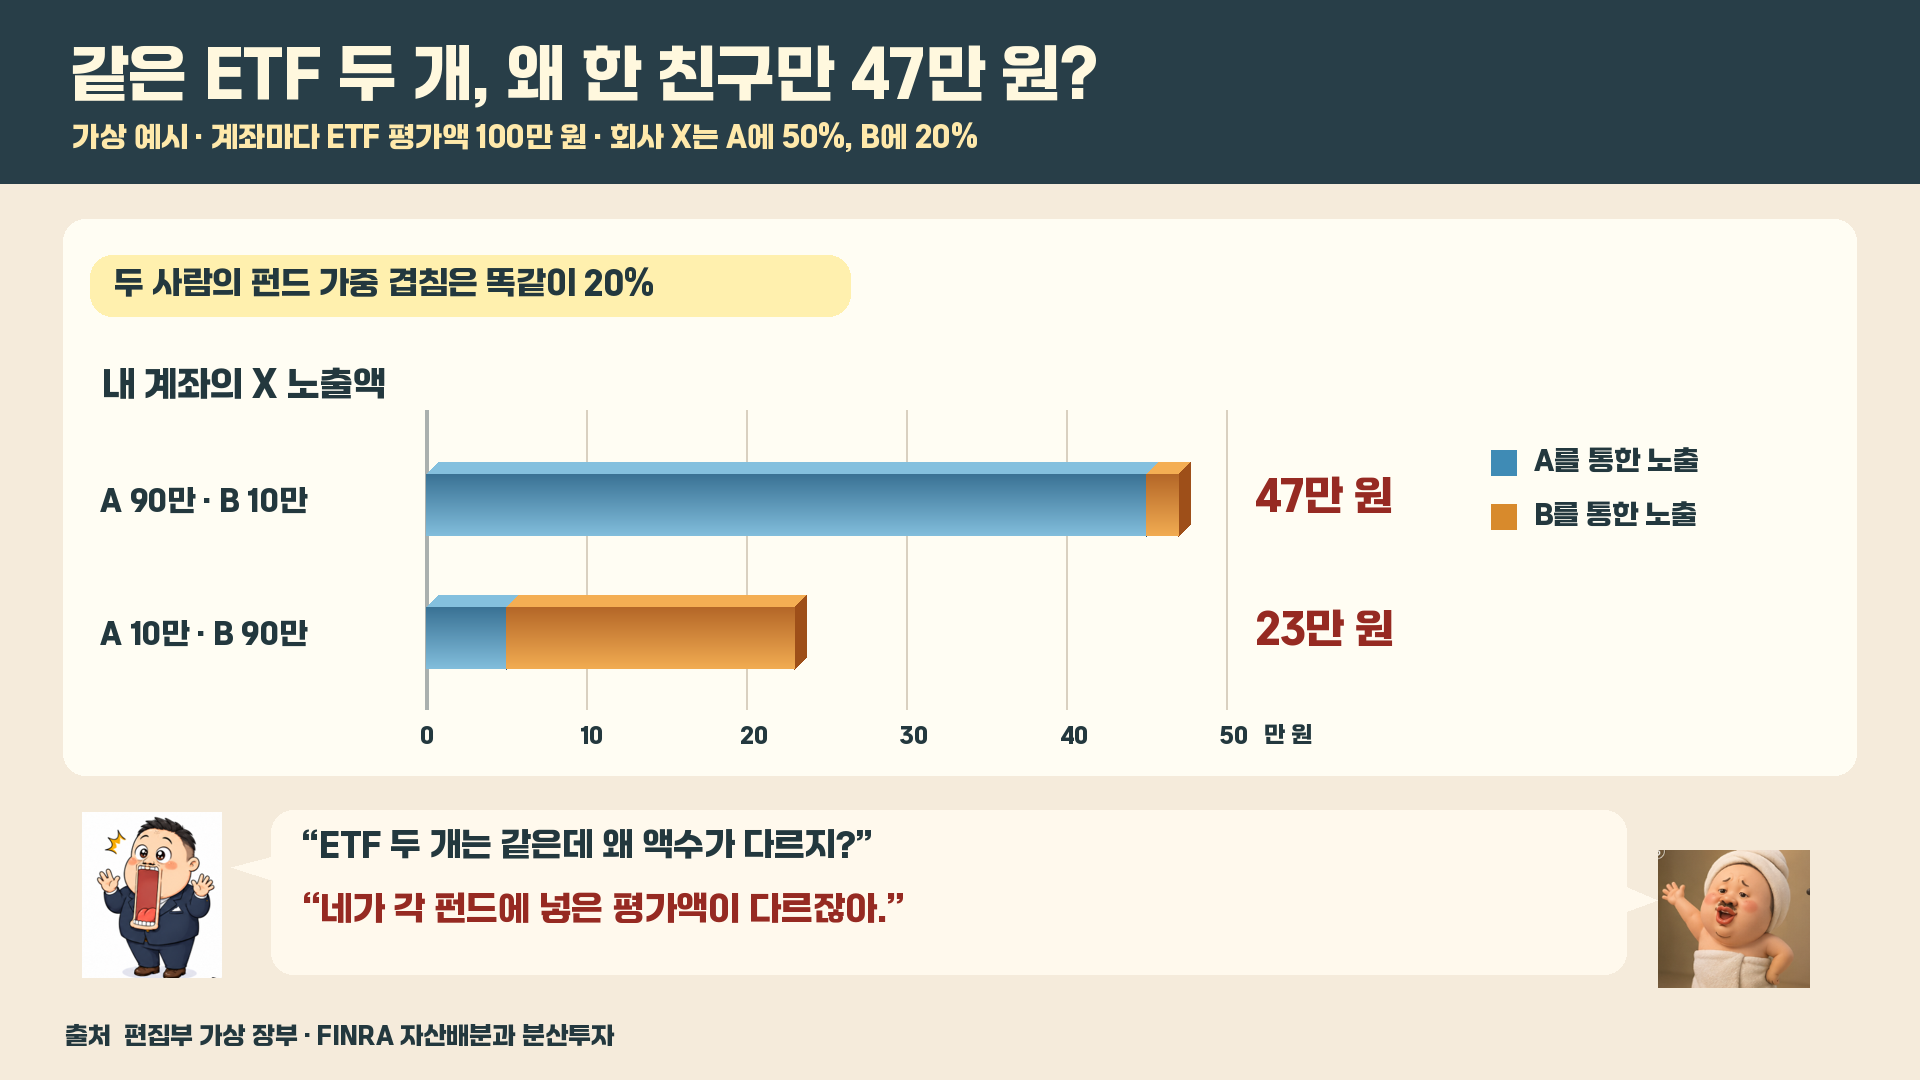 같은 ETF 두 개, 왜 한 친구만 47만 원?
가상 예시 · 계좌마다 ETF 평가액 100만 원 · 회사 X는 A에 50%, B에 20%
두 사람의 펀드 가중 겹침은 똑같이 20%
내 계좌의 X 노출액
A 90만 · B 10만
47만 원
A를 통한 노출
B를 통한 노출
A 10만 · B 90만
23만 원
0 10 20 30 40 50 만 원
“ETF 두 개는 같은데 왜 액수가 다르지?”
“네가 각 펀드에 넣은 평가액이 다르잖아.”
출처 편집부 가상 장부 · FINRA 자산배분과 분산투자